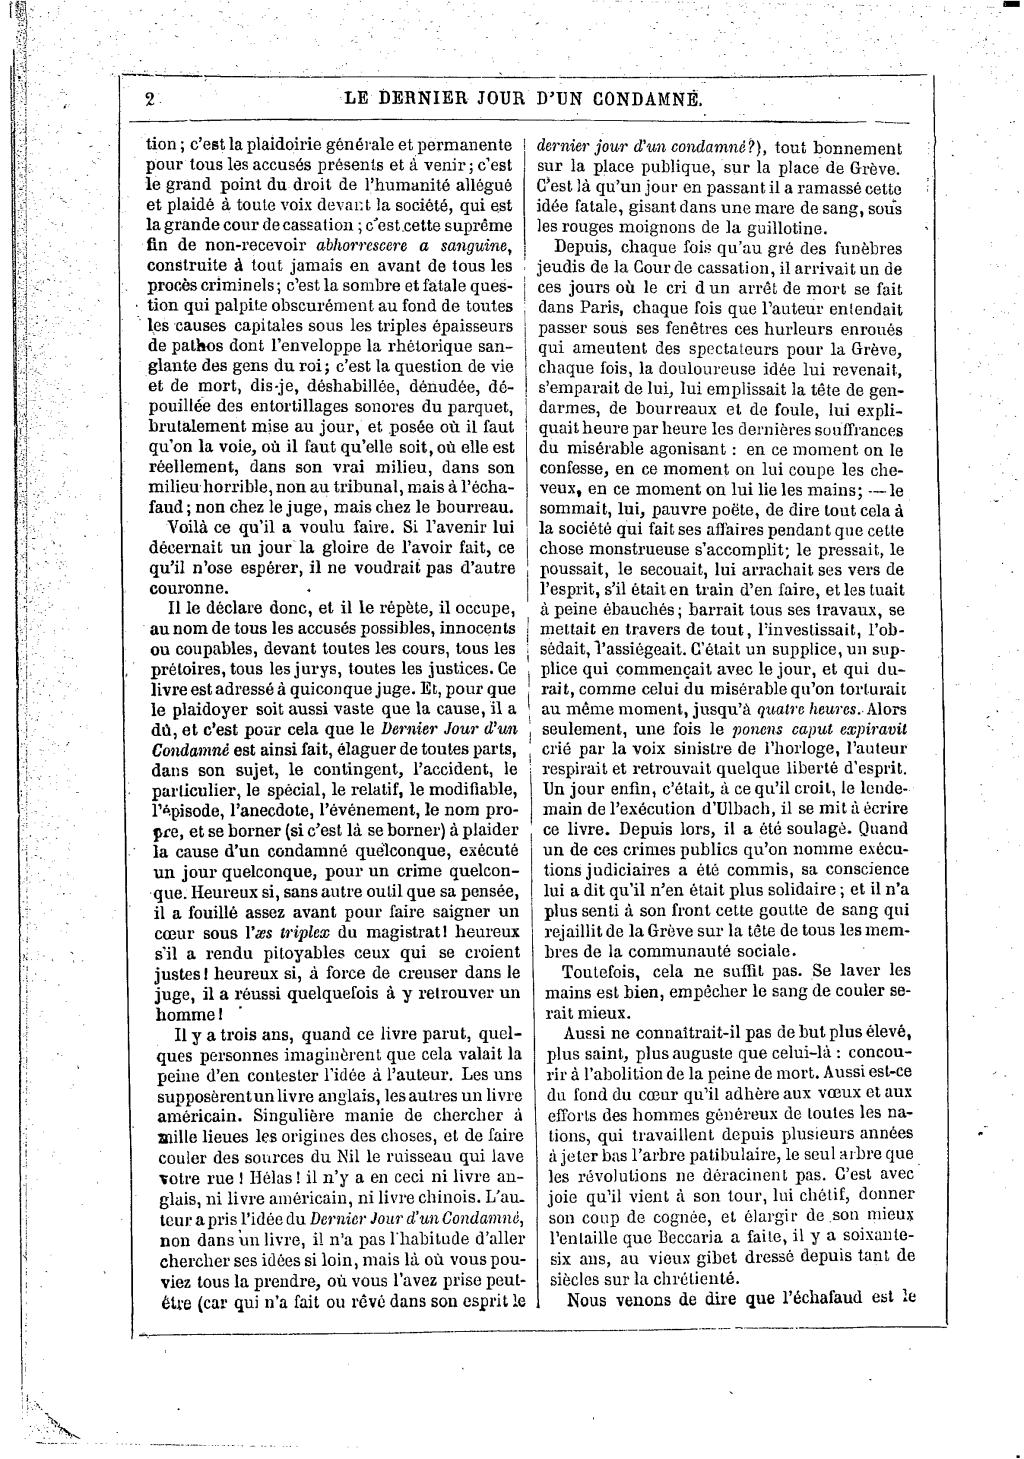 2
LE DERNIER JOUR D'UN CONDAMNÉ.
tion ; c'est la plaidoirie générale et permanente
pour tous les accusés présents et à venir ; c'est
le grand point du droit de l'humanité allégué
et plaidé à toute voix devant la société, qui est
la grande cour de cassation ; c'est cette suprême
fin de non-recevoir abhorrescere a sanguine,
construite à tout jamais en avant de tous les
procès criminels ; c'est la sombre et fatale ques-
tion qui palpite obscurément au fond de toutes
les causes capitales sous les triples épaisseurs
de pathos dont l'enveloppe la rhétorique san-
glante des gens du roi ; c'est la question de vie
et de mort, dis-je, déshabillée, dénudée, dé-
pouillée des entortillages sonores du parquet,
brutalement mise au jour, et posée où il faut
qu'on la voie, où il faut qu'elle soit, où elle est
réellement, dans son vrai milieu, dans son
milieu horrible, non au tribunal, mais à l'écha-
faud ; non chez le juge, mais chez le bourreau.
Voilà ce qu'il a voulu faire. Si l'avenir lui
décernait un jour la gloire de l'avoir fait, ce
qu'il n'ose espérer, il ne voudrait pas d'autre
couronne.
Il le déclare donc, et il le répète, il occupe,
au nom de tous les accusés possibles, innocents
ou coupables, devant toutes les cours, tous les
prétoires, tous les jurys, toutes les justices. Ce
livre est adressé à quiconque juge. Et, pour que
le plaidoyer soit aussi vaste que la cause, il a
dû, et c'est pour cela que le Dernier Jour d'un
Condamné est ainsi fait, élaguer de toutes parts,
dans son sujet, le contingent, l'accident, le
particulier, le spécial, le relatif, le modifiable,
l'épisode, l'anecdote, l'événement, le nom pro-
pre, et se borner (si c'est là se borner) à plaider
la cause d'un condamné quelconque, exécuté
un jour quelconque, pour un crime quelcon-
que. Heureux si, sans autre outil que sa pensée,
il a fouillé assez avant pour faire saigner un
cœur sous l'æs triplex du magistrat ! heureux
s'il a rendu pitoyables ceux qui se croient
justes ! heureux si, à force de creuser dans le
juge, il a réussi quelquefois à y retrouver un
homme !
Il y a trois ans, quand ce livre parut, quel-
ques personnes imaginèrent que cela valait la
peine d'en contester l'idée à l'auteur. Les uns
supposèrent un livre anglais, les autres un livre
américain. Singulière manie de chercher à
mille lieues les origines des choses, et de faire
couler des sources du Nil le ruisseau qui lave
votre rue ! Hélas ! il n'y a en ceci ni livre an-
glais, ni livre américain, ni livre chinois. L'au-
teur a pris l'idée du Dernier Jour d'un Condamné,
non dans un livre, il n'a pas l'habitude d'aller
chercher ses idées si loin, mais là où vous pou-
viez tous la prendre, où vous l'avez prise peut-
être (car qui n'a fait ou rêvé dans son esprit le
dernier jour d'un condamné ?), tout bonnement
sur la place publique, sur la place de Grève.
C'est là qu'un jour en passant il a ramassé cette
idée fatale, gisant dans une mare de sang, sous
les rouges moignons de la guillotine.
Depuis, chaque fois qu'au gré des funèbres
jeudis de la Cour de cassation, il arrivait un de
ces jours où le cri d un arrêt de mort se fait
dans Paris, chaque fois que l'auteur entendait
passer sous ses fenêtres ces hurleurs enroués
qui ameutent des spectateurs pour la Grève,
chaque fois, la douloureuse idée lui revenait,
s'emparait de lui, lui emplissait la tête de gen-
darmes, de bourreaux et de foule, lui expli-
quait heure par heure les dernières souffrances
du misérable agonisant : en ce moment on le
confesse, en ce moment on lui coupe les che-
veux, en ce moment on lui lie les mains ; — le
sommait, lui, pauvre poëte, de dire tout cela à
la société qui fait ses affaires pendant que cette
chose monstrueuse s'accomplit ; le pressait, le
poussait, le secouait, lui arrachait ses vers de
l'esprit, s'il était en train d'en faire, et les tuait
à peine ébauchés ; barrait tous ses travaux, se
mettait en travers de tout, l'investissait, l'ob-
sédait, l'assiégeait. C'était un supplice, un sup-
plice qui commençait avec le jour, et qui du-
rait, comme celui du misérable qu'on torturait
au même moment, jusqu'à quatre heures. Alors
seulement, une fois le ponens caput expiravit
crié par la voix sinistre de l'horloge, l'auteur
respirait et retrouvait quelque liberté d'esprit.
Un jour enfin, c'était, à ce qu'il croit, le lende-
main de l'exécution d'Ulbach, il se mit à écrire
ce livre. Depuis lors, il a été soulagé. Quand
un de ces crimes publics qu'on nomme exécu-
tions judiciaires a été commis, sa conscience
lui a dit qu'il n'en était plus solidaire ; et il n'a
plus senti à son front cette goutte de sang qui
rejaillit de la Grève sur la tête de tous les mem-
bres de la communauté sociale.
Toutefois, cela ne suffit pas. Se laver les
mains est bien, empêcher le sang de couler se-
rait mieux.
Aussi ne connaîtrait-il pas de but plus élevé,
plus saint, plus auguste que celui-là : concou-
rir à l'abolition de la peine de mort. Aussi est-ce
du fond du cœur qu'il adhère aux vœux et aux
efforts des hommes généreux de toutes les na-
tions, qui travaillent depuis plusieurs années
à jeter bas l'arbre patibulaire, le seul arbre que
les révolutions ne déracinent pas. C'est avec
joie qu'il vient à son tour, lui chétif, donner
son coup de cognée, et élargir de son mieux
l'entaille que Beccaria a faite, il y a soixante-
six ans, au vieux gibet dressé depuis tant de
siècles sur la chrétienté.
Nous venons de dire que l'échafaud est le